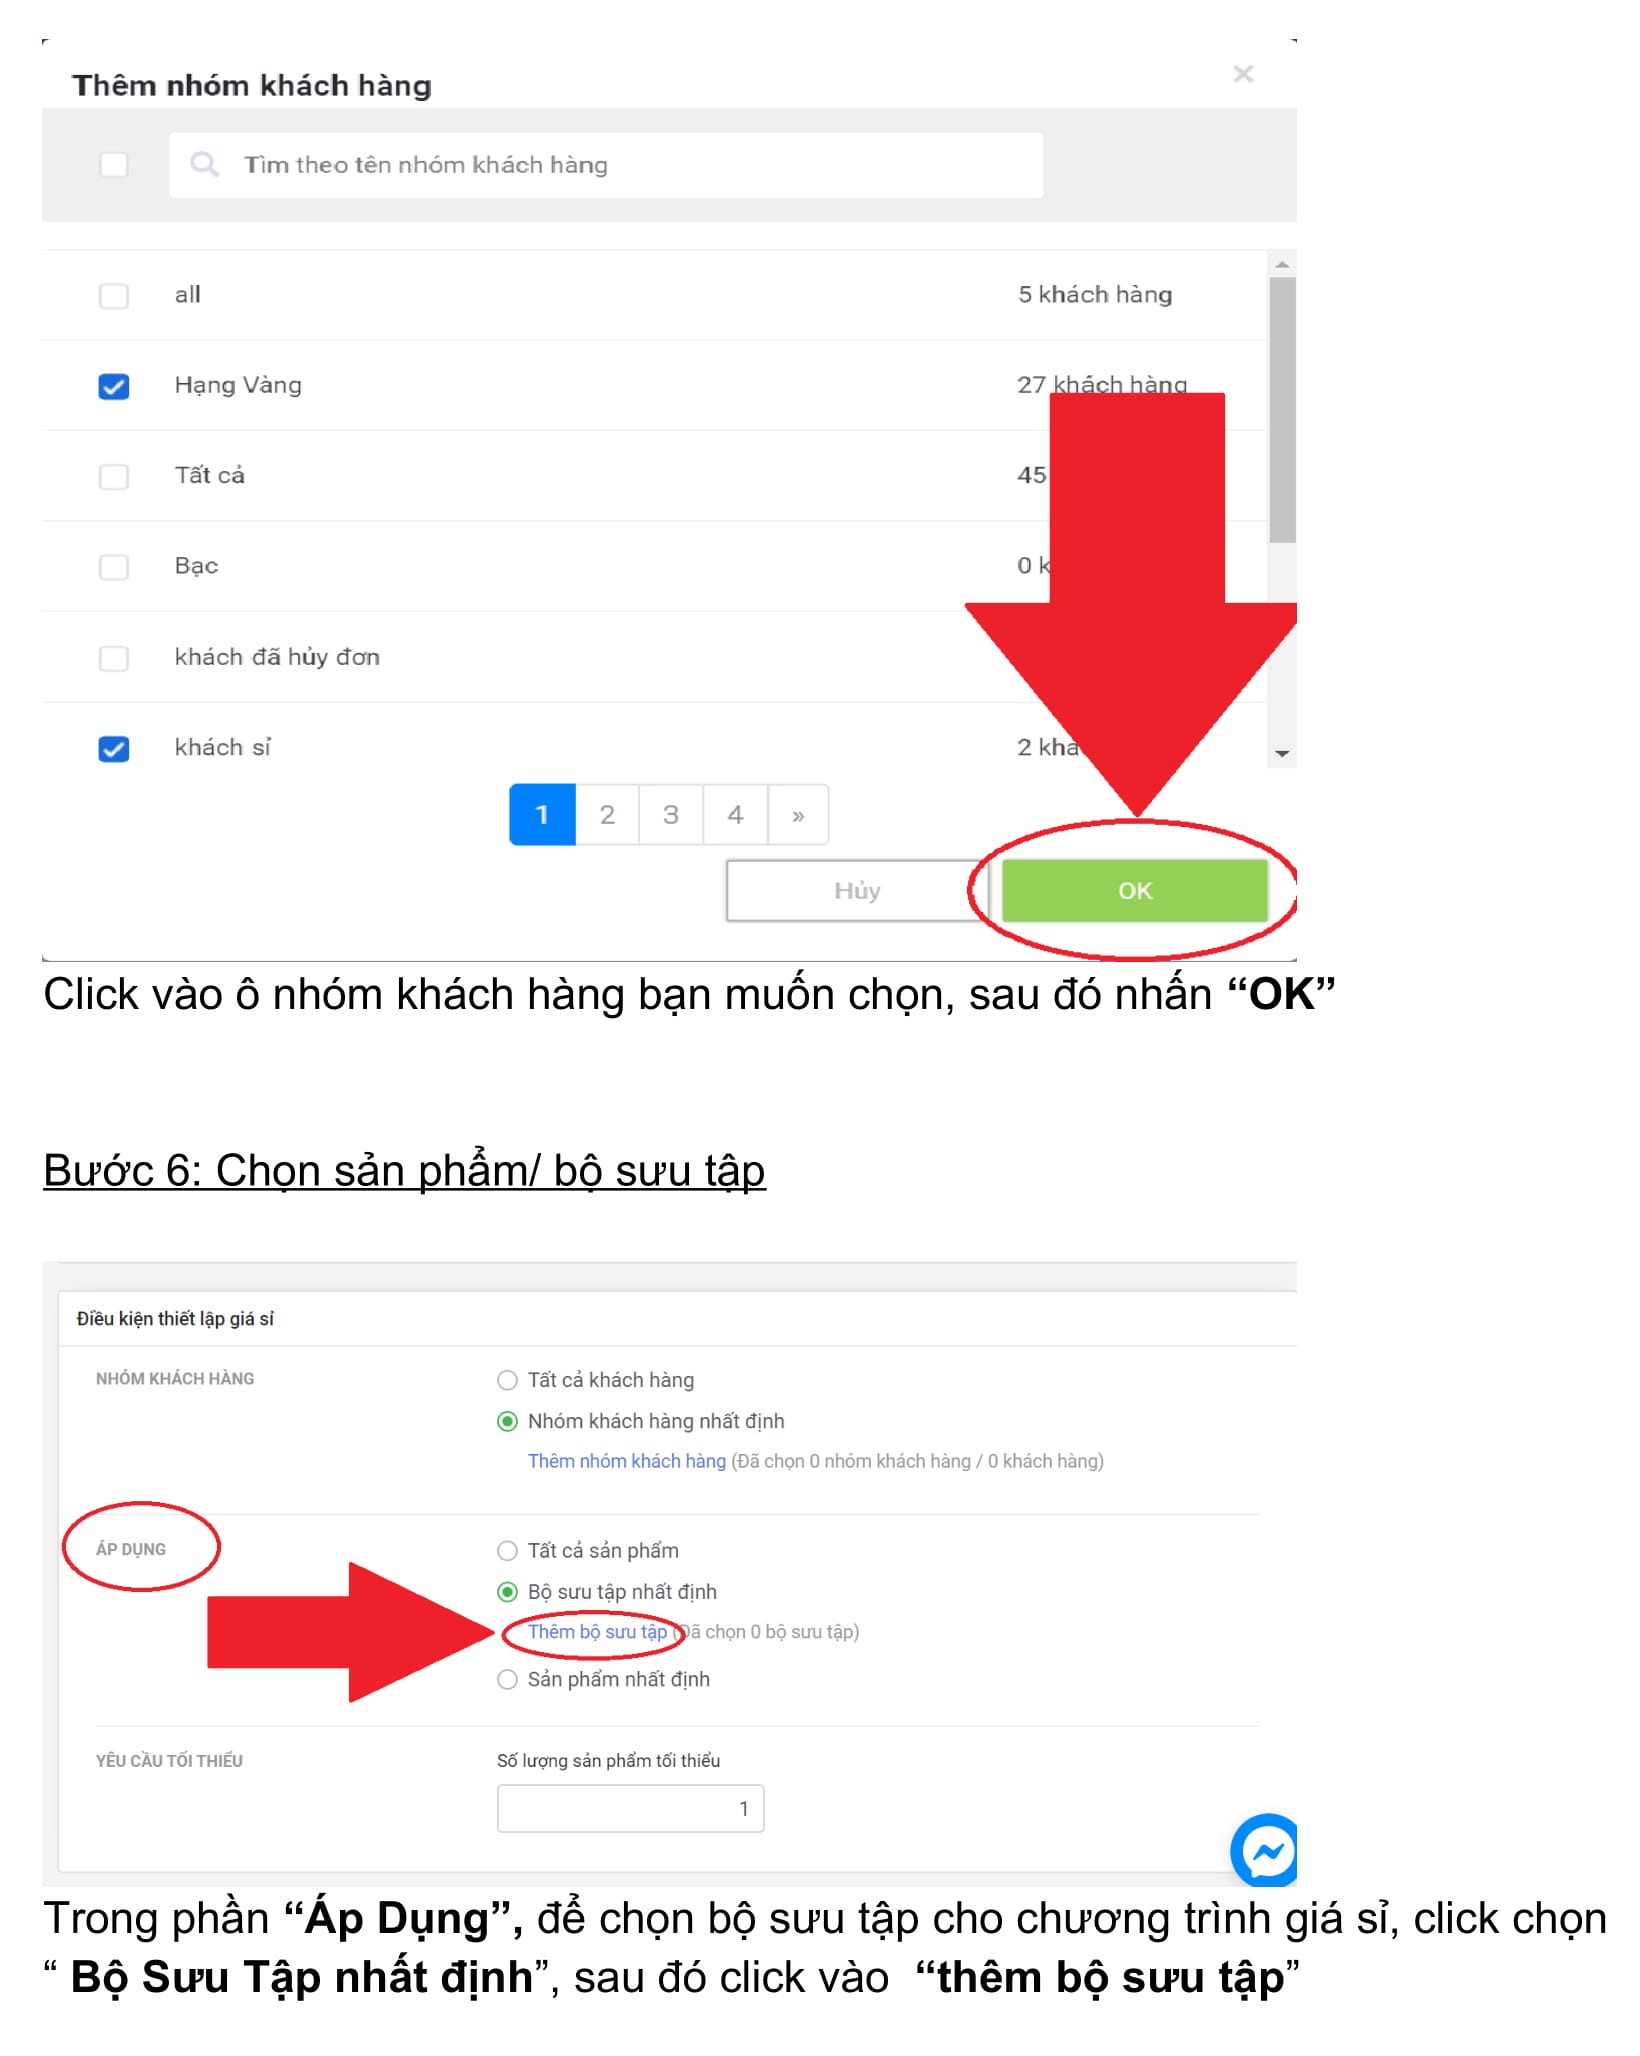 Thêm nhóm khách hàng
Tìm theo tên nhóm khách hàng
all 5 khách hàng
Hạng Vàng 27 khách hàng
Tất cả 45
Bạc 0
khách đã hủy đơn
khách sỉ 2
1 2 3 4 »
Hủy OK
Click vào ô nhóm khách hàng bạn muốn chọn, sau đó nhấn “OK”
Bước 6: Chọn sản phẩm/ bộ sưu tập
Điều kiện thiết lập giá sỉ
NHÓM KHÁCH HÀNG Tất cả khách hàng
Nhóm khách hàng nhất định
Thêm nhóm khách hàng (Đã chọn 0 nhóm khách hàng / 0 khách hàng)
ÁP DỤNG Tất cả sản phẩm
Bộ sưu tập nhất định
Thêm bộ sưu tập (Đã chọn 0 bộ sưu tập)
Sản phẩm nhất định
YÊU CẦU TỐI THIỂU Số lượng sản phẩm tối thiểu
1
Trong phần “Áp Dụng”, để chọn bộ sưu tập cho chương trình giá sỉ, click chọn
“ Bộ Sưu Tập nhất định”, sau đó click vào “thêm bộ sưu tập”